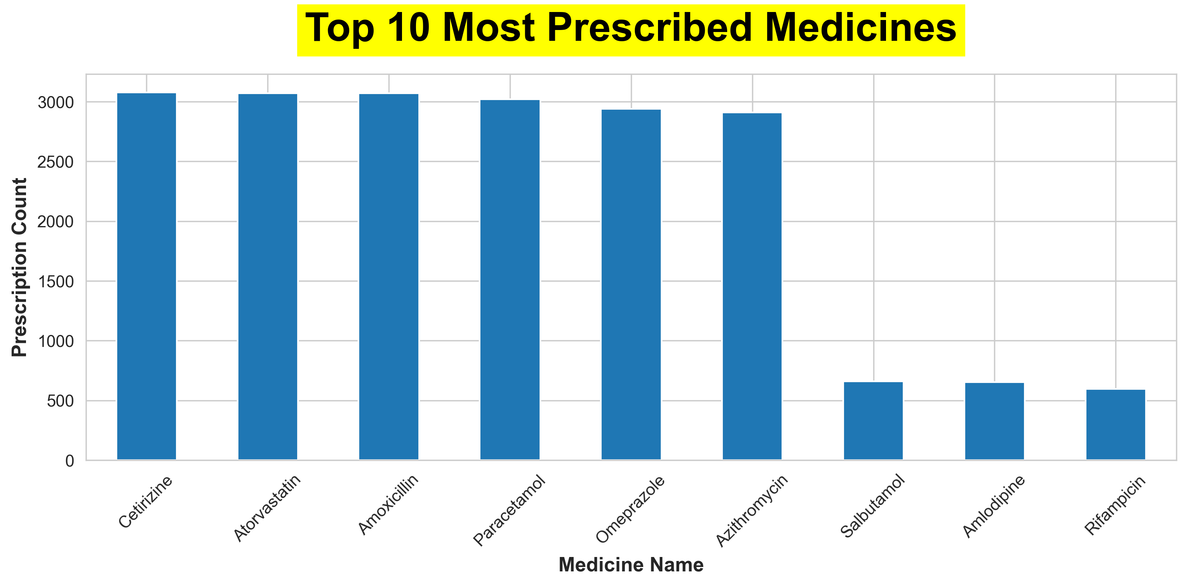 Top 10 Most Prescribed Medicines
3000
2500
2000
1500
1000
500
0
Prescription Count
Cetirizine
Atorvastatin
Amoxicillin
Paracetamol
Omeprazole
Azithromycin
Salbutamol
Amlodipine
Rifampicin
Medicine Name